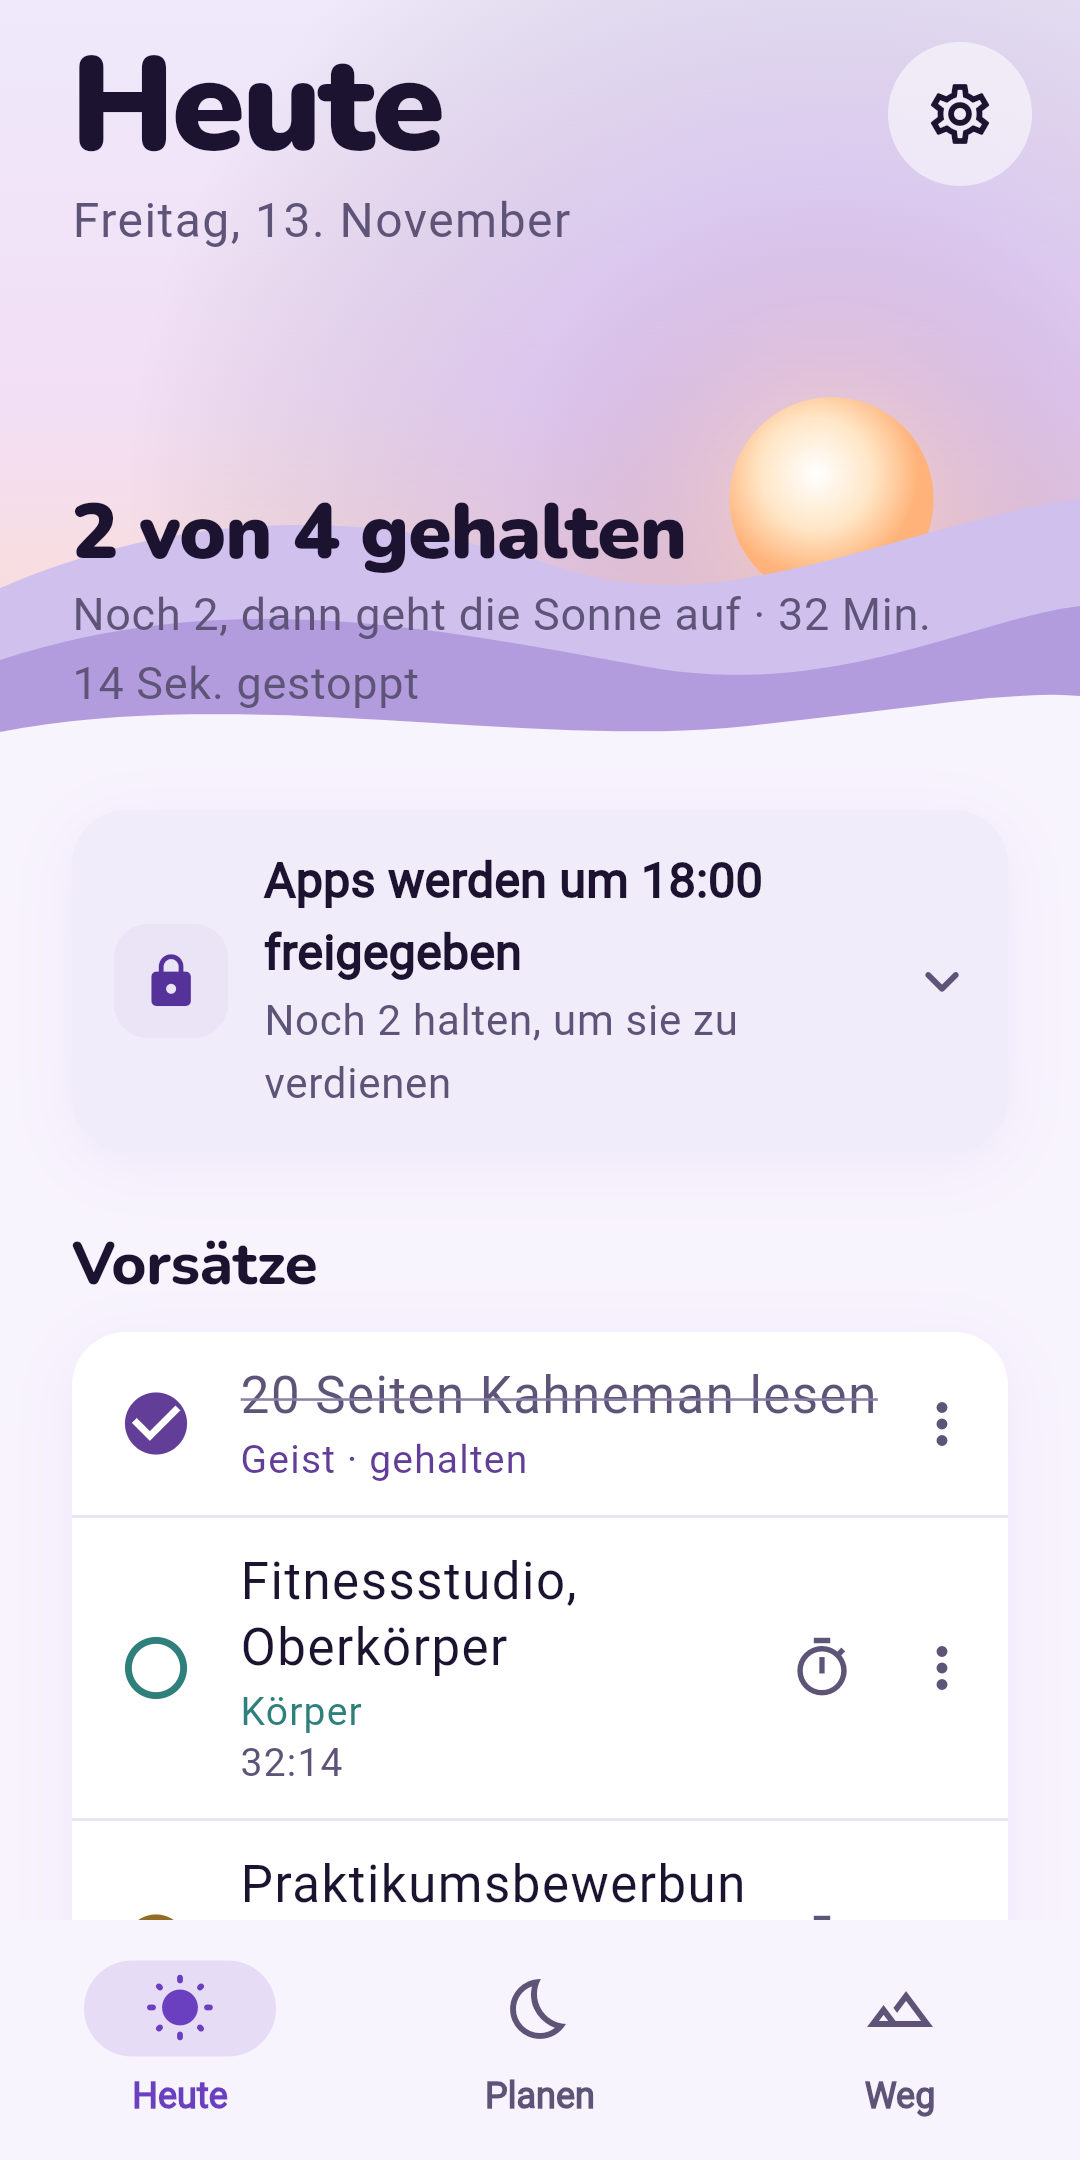 Heute
Freitag, 13. November
2 von 4 gehalten
Noch 2, dann geht die Sonne auf · 32 Min.
14 Sek. gestoppt
Apps werden um 18:00
freigegeben
Noch 2 halten, um sie zu
verdienen
Vorsätze
20 Seiten Kahneman lesen
Geist · gehalten
Fitnessstudio,
Oberkörper
Körper
32:14
Praktikumsbewerbun
Heute
Planen
Weg